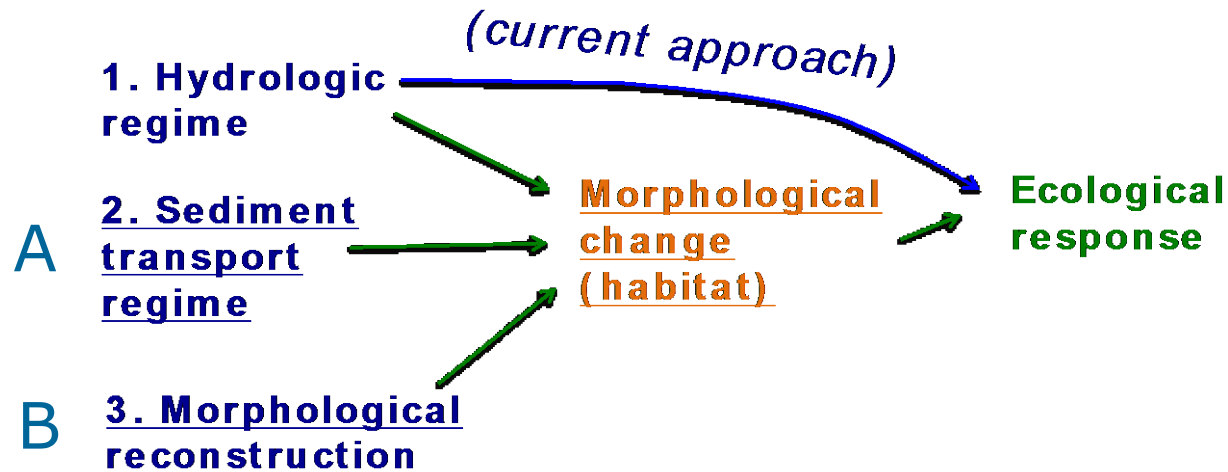 (current approach)
1. Hydrologic
regime
A
2. Sediment
transport
regime
Morphological
change
(habitat)
Ecological
response
B
3. Morphological
reconstruction